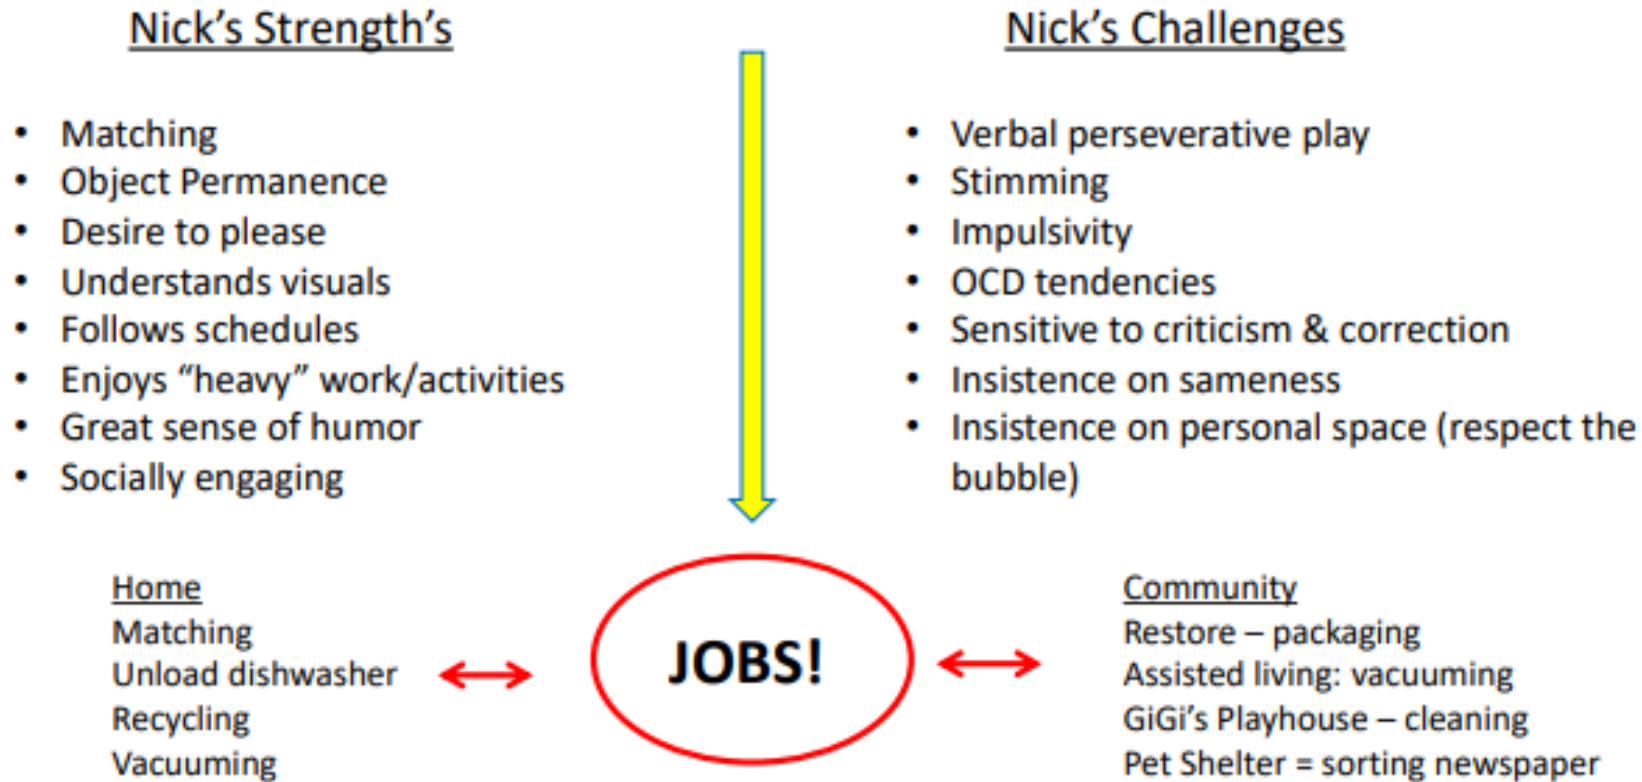 Nick's Strength's
• Matching
• Object Permanence
• Desire to please
• Understands visuals
• Follows schedules
• Enjoys “heavy” work/activities
• Great sense of humor
• Socially engaging
Nick's Challenges
• Verbal perseverative play
• Stimming
• Impulsivity
• OCD tendencies
• Sensitive to criticism & correction
• Insistence on sameness
• Insistence on personal space (respect the
bubble)
Home
Matching
Unload dishwasher
Recycling
Vacuuming
JOBS!
Community
Restore – packaging
Assisted living: vacuuming
GiGi's Playhouse – cleaning
Pet Shelter = sorting newspaper